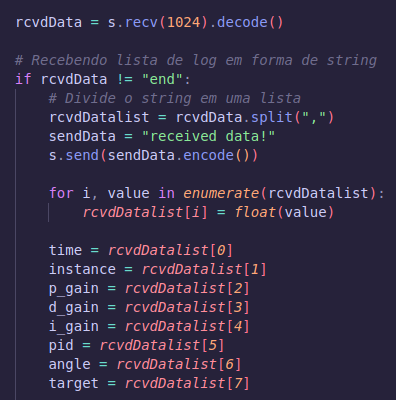 rcvdData = s.recv(1024).decode()
# Recebendo lista de log em forma de string
if rcvdData != "end":
# Divide o string em uma lista
rcvdDatalist = rcvdData.split(",")
sendData = "received data!"
s.send(sendData.encode())
for i, value in enumerate(rcvdDatalist):
rcvdDatalist[i] = float(value)
time = rcvdDatalist[0]
instance = rcvdDatalist[1]
p_gain = rcvdDatalist[2]
d_gain = rcvdDatalist[3]
i_gain = rcvdDatalist[4]
pid = rcvdDatalist[5]
angle = rcvdDatalist[6]
target = rcvdDatalist[7]